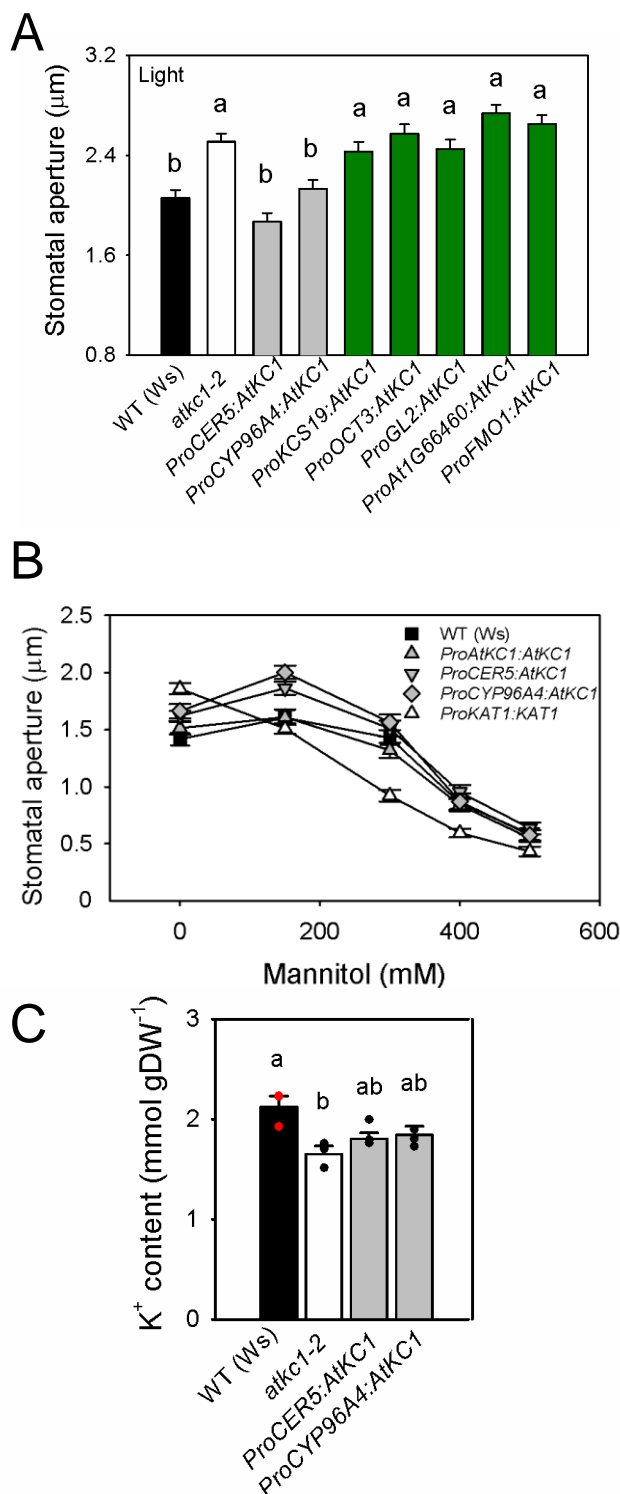 A
Stomatal aperture (μm)
3.2
2.4
1.6
0.8
Light
b
a
b
b
a
a
a
a
a
WT (Ws)
atkc1-2
ProCER5:AtKC1
ProCYP96A4:AtKC1
ProKCS19:AtKC1
ProOCT3:AtKC1
ProGL2:AtKC1
ProAt1G66460:AtKC1
ProFMO1:AtKC1
B
Stomatal aperture (μm)
2.5
2.0
1.5
1.0
0.5
0
WT (Ws)
ProAtKC1:AtKC1
ProCER5:AtKC1
ProCYP96A4:AtKC1
ProKAT1:KAT1
0
200
400
600
Mannitol (mM)
C
K⁺ content (mmol gDW⁻¹)
3
2
1
0
a
b
ab
ab
WT (Ws)
atkc1-2
ProCER5:AtKC1
ProCYP96A4:AtKC1